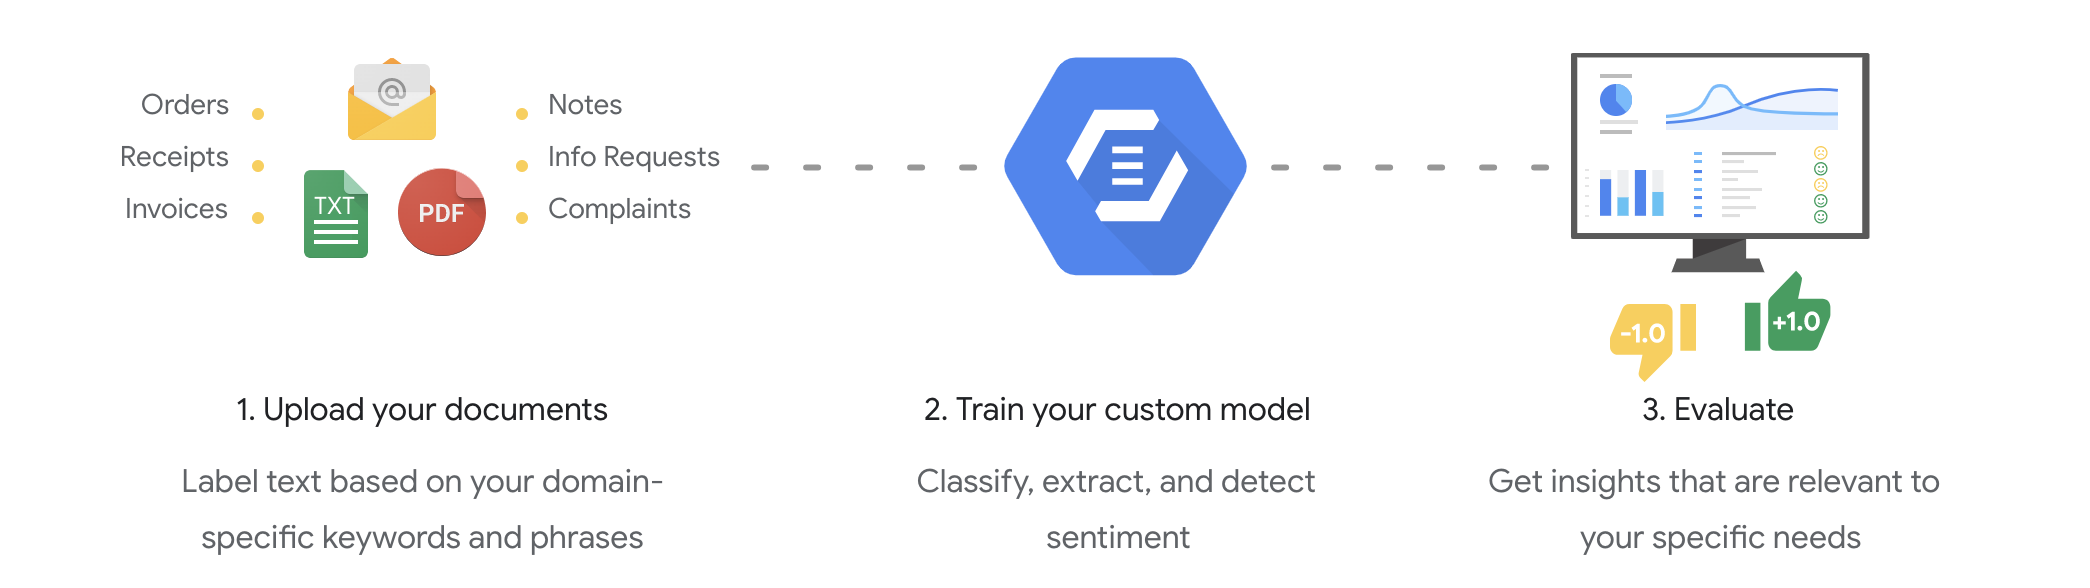 Orders
Receipts
Invoices
@
TXT
PDF
Notes
Info Requests
Complaints
-1.0
+1.0
1. Upload your documents
Label text based on your domain-
specific keywords and phrases
2. Train your custom model
Classify, extract, and detect
sentiment
3. Evaluate
Get insights that are relevant to
your specific needs